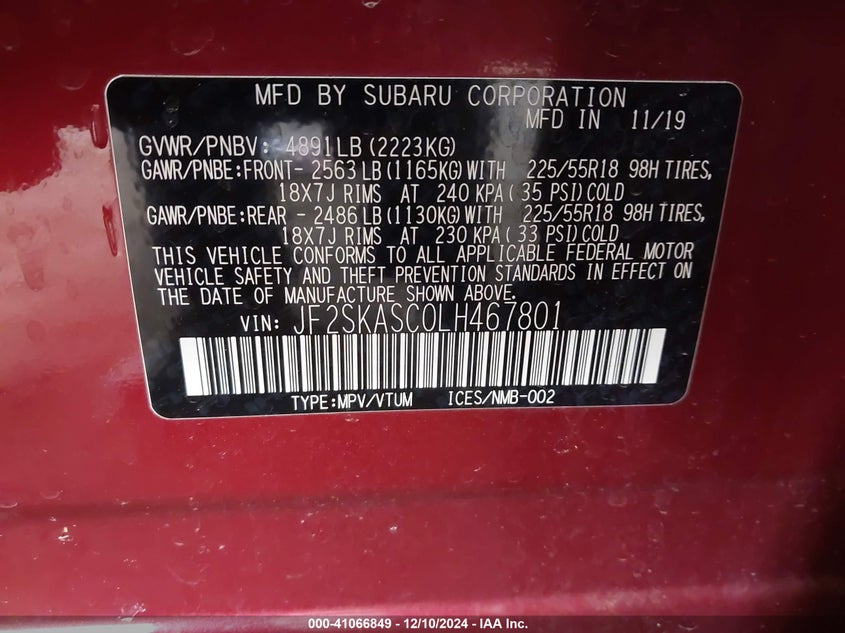 MFD BY SUBARU CORPORATION
MFD IN 11/19
GVWR/PNBV: 4891LB (2223KG)
GAWR/PNBE:FRONT- 2563 LB (1165KG) WITH 225/55R18 98H TIRES,
18X7J RIMS AT 240 KPA( 35 PSI) COLD
GAWR/PNBE:REAR - 2486 LB (1130KG) WITH 225/55R18 98H TIRES,
18X7J RIMS AT 230 KPA( 33 PSI) COLD
THIS VEHICLE CONFORMS TO ALL APPLICABLE FEDERAL MOTOR
VEHICLE SAFETY AND THEFT PREVENTION STANDARDS IN EFFECT ON
THE DATE OF MANUFACTURE SHOWN ABOVE.
VIN: JF2SKASC0LH467801
TYPE:MPV/VTUM ICES/NMB-002
000-41066849 - 12/10/2024 - IAA Inc.